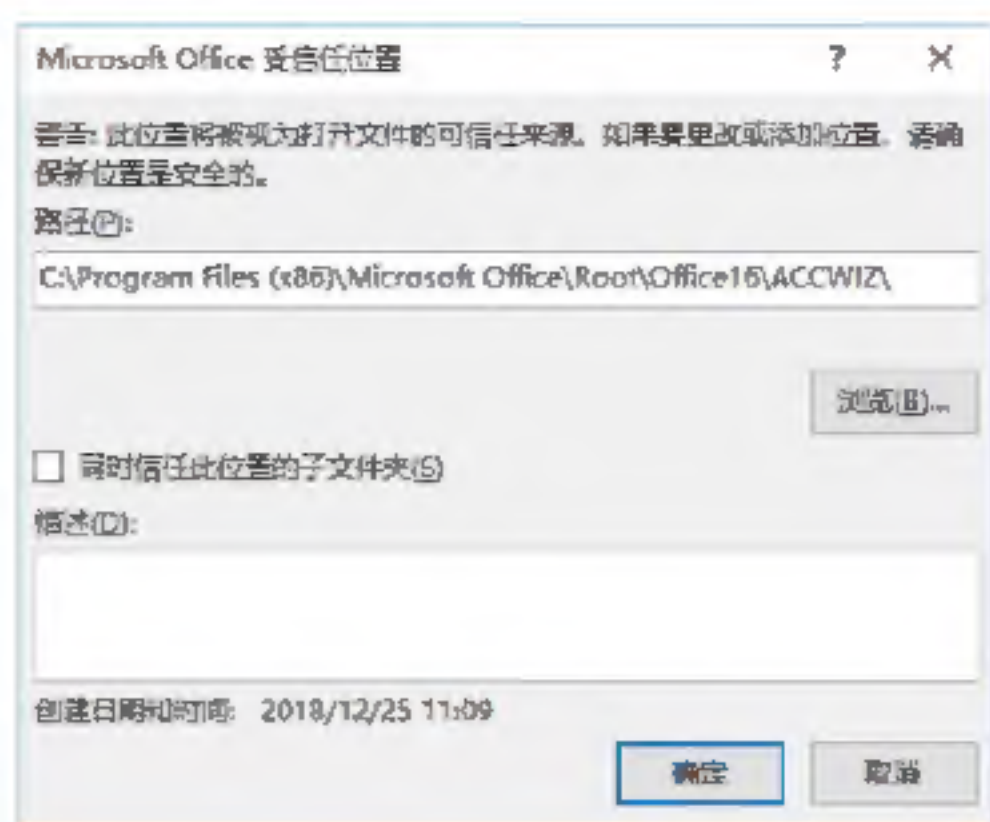 Microsoft Office 受信任位置 ? ✕
警告: 此位置将被视为打开文件的可信任来源。如果要更改或添加位置，请确
保新位置是安全的。
路径(P):
C:\Program Files (x86)\Microsoft Office\Root\Office16\ACCWIZ\
浏览(B)...
同时信任此位置的子文件夹(S)
描述(D):
创建日期和时间: 2018/12/25 11:09
确定 取消